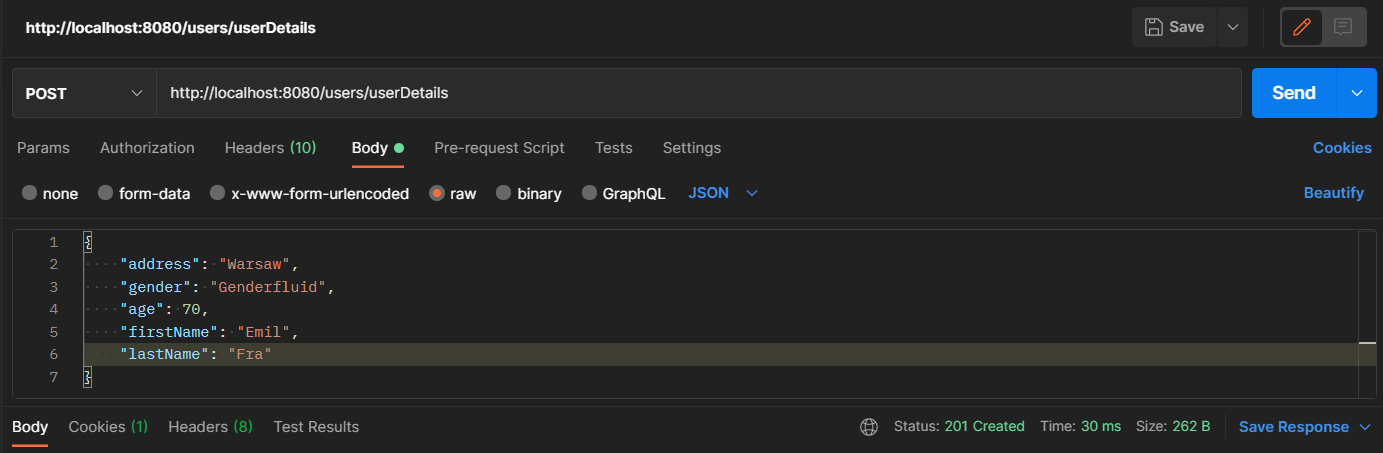 http://localhost:8080/users/userDetails
Save
POST
http://localhost:8080/users/userDetails
Send
Params Authorization Headers (10) Body Pre-request Script Tests Settings Cookies
none form-data x-www-form-urlencoded raw binary GraphQL JSON Beautify
1 {
2 "address": "Warsaw",
3 "gender": "Genderfluid",
4 "age": 70,
5 "firstName": "Emil",
6 "lastName": "Fra"
7 }
Body Cookies (1) Headers (8) Test Results Status: 201 Created Time: 30 ms Size: 262 B Save Response